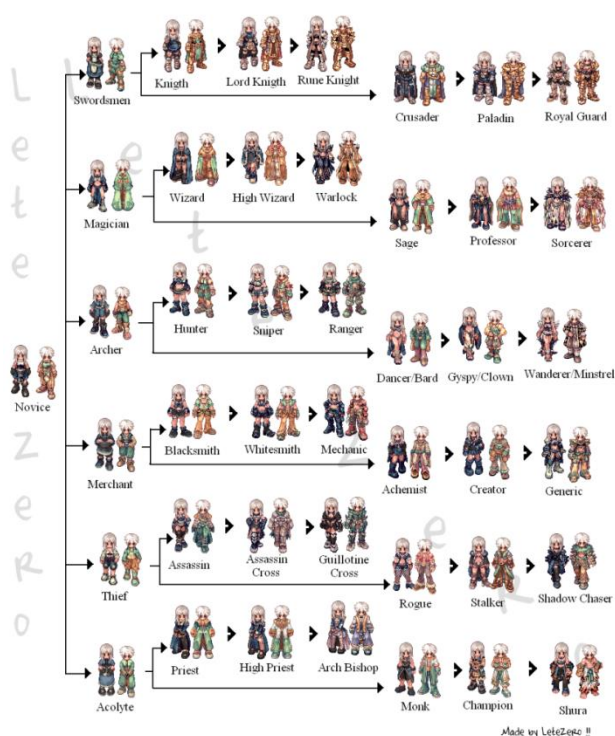 Swordsmen
Knigth
Lord Knigth
Rune Knight
Crusader
Paladin
Royal Guard
Magician
Wizard
High Wizard
Warlock
Sage
Professor
Sorcerer
Archer
Hunter
Sniper
Ranger
Dancer/Bard
Gyspy/Clown
Wanderer/Minstrel
Novice
Merchant
Blacksmith
Whitesmith
Mechanic
Achemist
Creator
Generic
Thief
Assassin
Assassin
Cross
Guillotine
Cross
Rogue
Stalker
Shadow Chaser
Acolyte
Priest
High Priest
Arch Bishop
Monk
Champion
Shura
LeteZero
Made by LeteZero !!